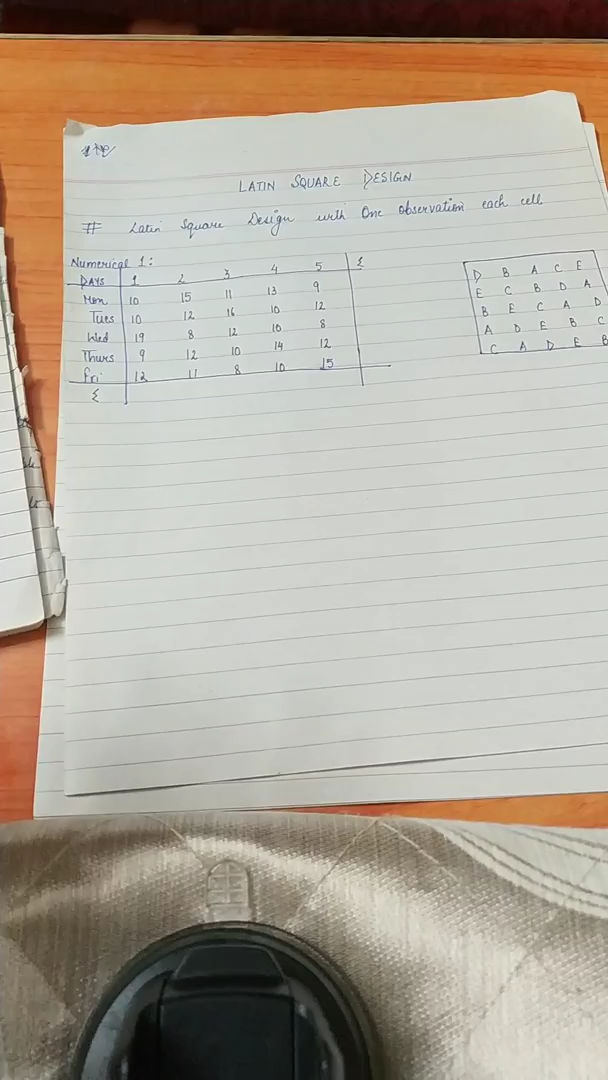 LATIN SQUARE DESIGN
# Latin Square Design with One observation each cell
Numerical 1:
DAYS 1 2 3 4 5 Σ
Mon 10 15 11 13 9
Tues 10 12 16 10 12
Wed 19 8 12 10 8
Thurs 9 12 10 14 12
Fri 12 11 8 10 15
Σ
D B A C E
E C B D A
B E C A D
A D E B C
C A D E B